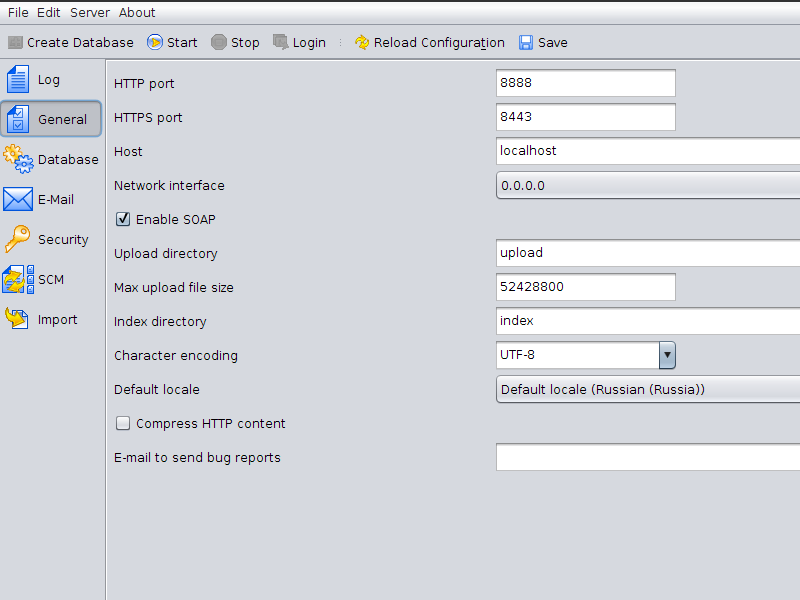 File Edit Server About
Create Database Start Stop Login Reload Configuration Save
Log
General
Database
E-Mail
Security
SCM
Import
HTTP port 8888
HTTPS port 8443
Host localhost
Network interface 0.0.0.0
Enable SOAP
Upload directory upload
Max upload file size 52428800
Index directory index
Character encoding UTF-8
Default locale Default locale (Russian (Russia))
Compress HTTP content
E-mail to send bug reports